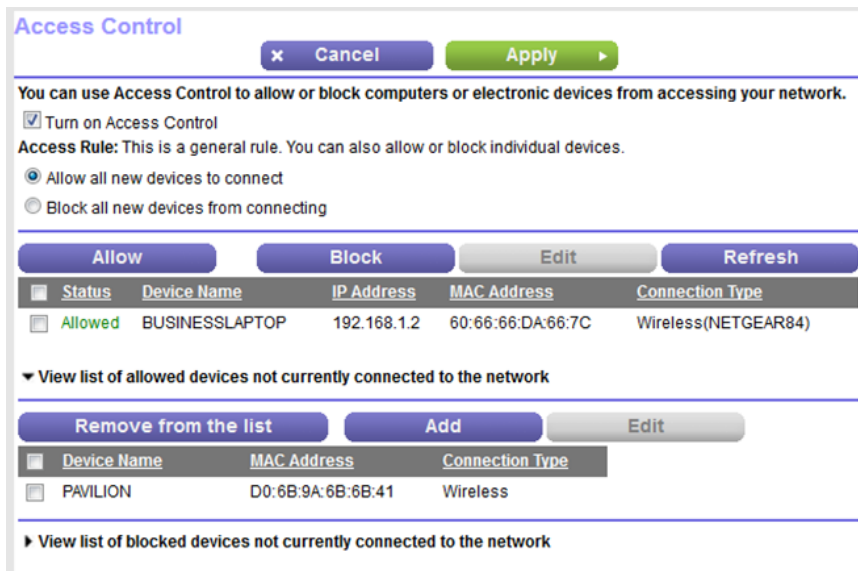 Access Control
Cancel Apply
You can use Access Control to allow or block computers or electronic devices from accessing your network.
Turn on Access Control
Access Rule: This is a general rule. You can also allow or block individual devices.
Allow all new devices to connect
Block all new devices from connecting
Allow Block Edit Refresh
Status Device Name IP Address MAC Address Connection Type
Allowed BUSINESSLAPTOP 192.168.1.2 60:66:66:DA:66:7C Wireless(NETGEAR84)
View list of allowed devices not currently connected to the network
Remove from the list Add Edit
Device Name MAC Address Connection Type
PAVILION D0:6B:9A:6B:6B:41 Wireless
View list of blocked devices not currently connected to the network